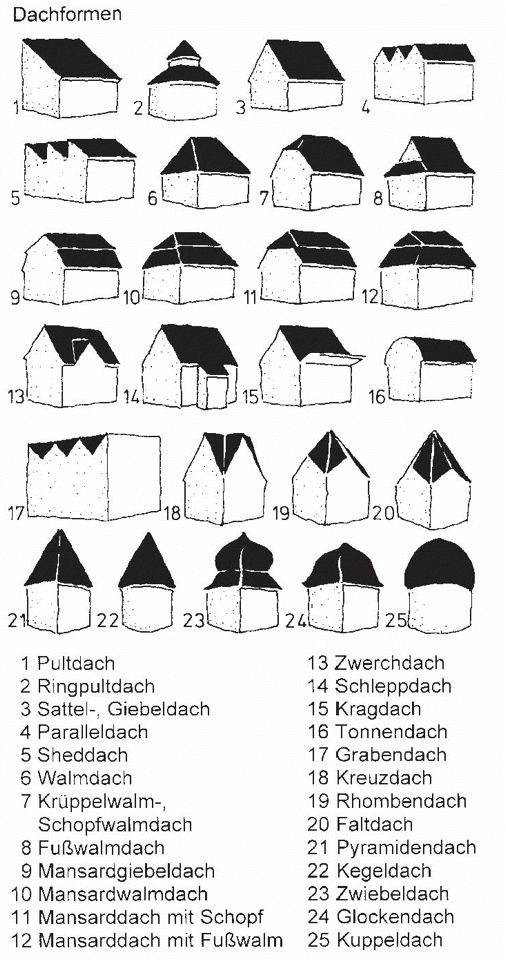 Dachformen
1
2
3
4
5
6
7
8
9
10
11
12
13
14
15
16
17
18
19
20
21
22
23
24
25
1 Pultdach
2 Ringpultdach
3 Sattel-, Giebeldach
4 Paralleldach
5 Sheddach
6 Walmdach
7 Krüppelwalm-,
Schopfwalmdach
8 Fußwalmdach
9 Mansardgiebeldach
10 Mansardwalmdach
11 Mansarddach mit Schopf
12 Mansarddach mit Fußwalm
13 Zwerchdach
14 Schleppdach
15 Kragdach
16 Tonnendach
17 Grabendach
18 Kreuzdach
19 Rhombendach
20 Faltdach
21 Pyramidendach
22 Kegeldach
23 Zwiebeldach
24 Glockendach
25 Kuppeldach